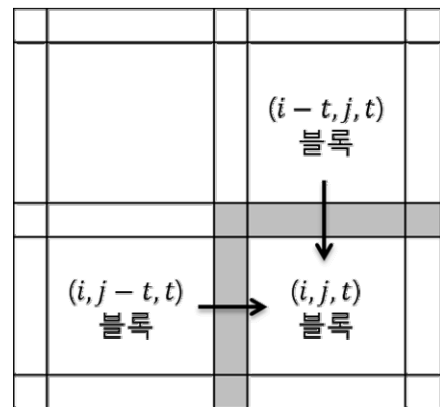 (i − t, j, t)
블록
(i, j − t, t)
블록
(i, j, t)
블록